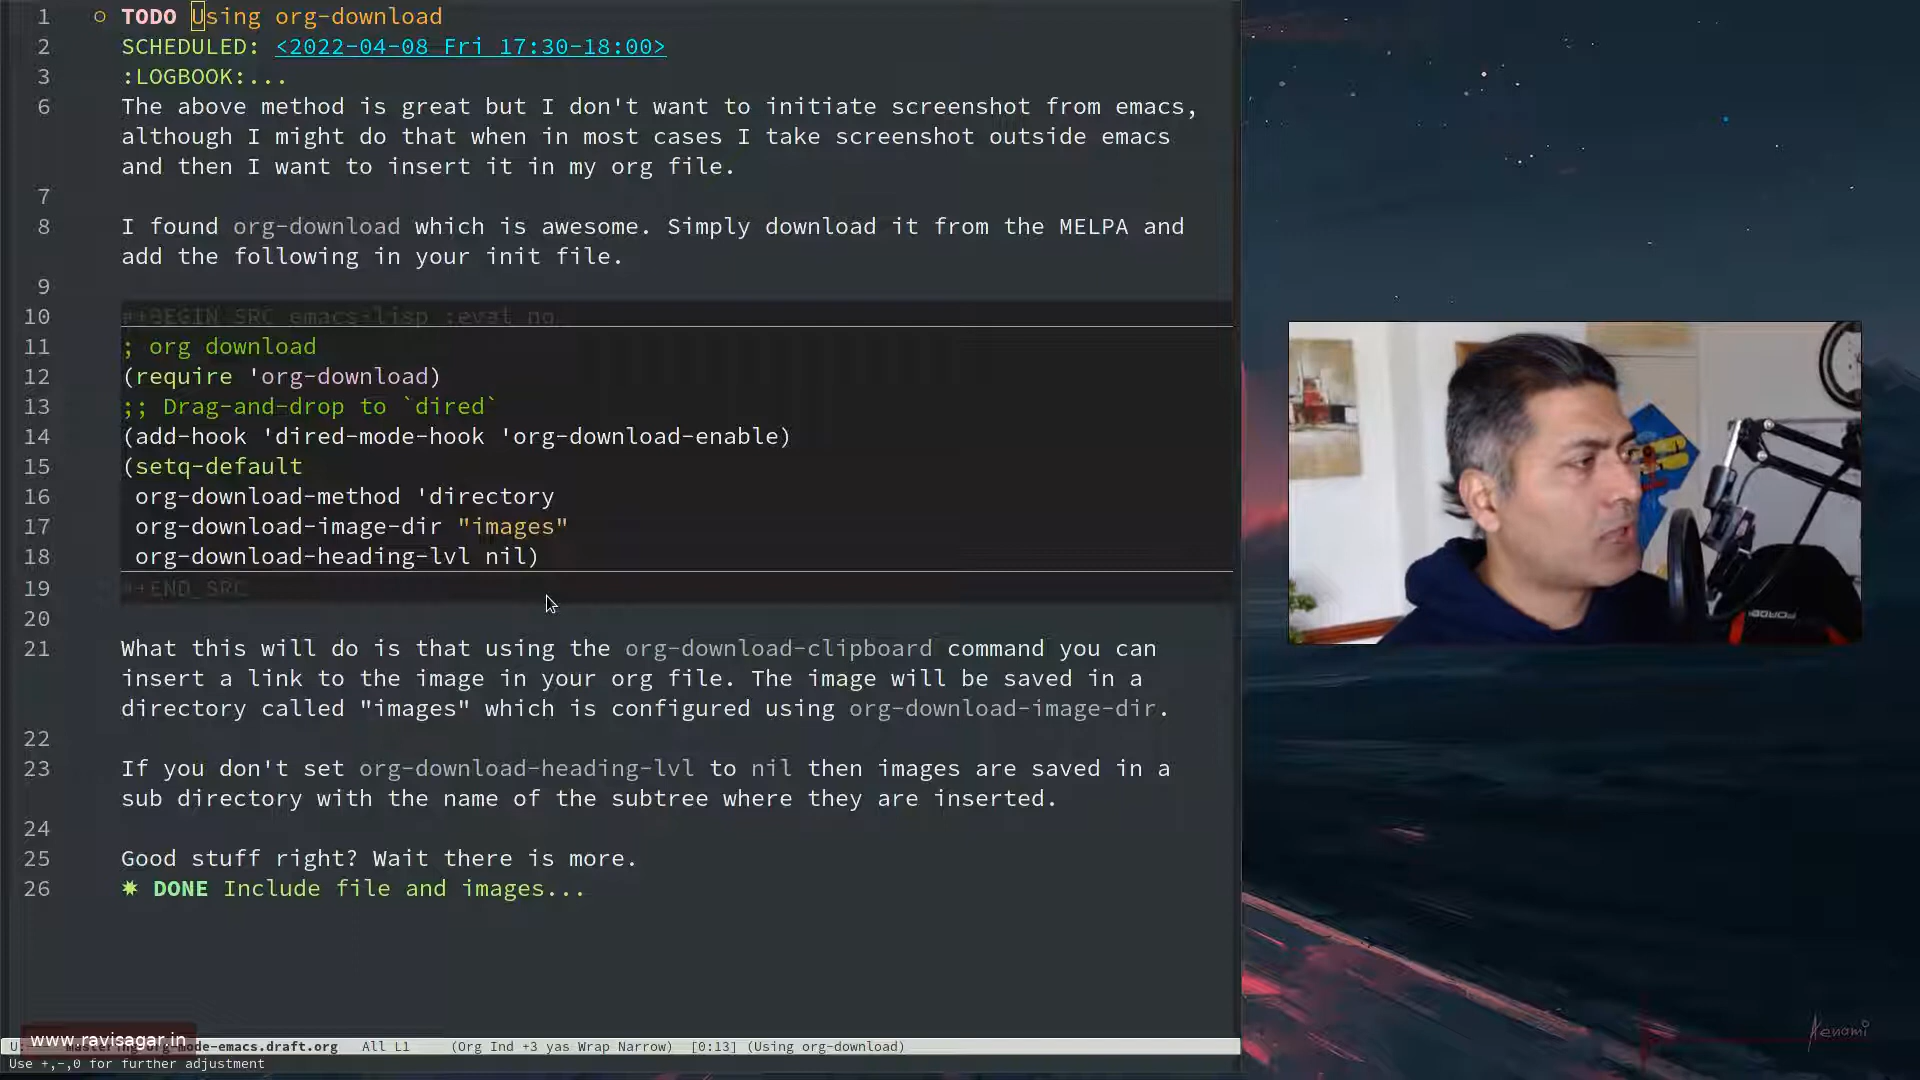 1 TODO Using org-download
2 SCHEDULED: <2022-04-08 Fri 17:30-18:00>
3 :LOGBOOK:...
6 The above method is great but I don't want to initiate screenshot from emacs,
although I might do that when in most cases I take screenshot outside emacs
and then I want to insert it in my org file.
7
8 I found org-download which is awesome. Simply download it from the MELPA and
add the following in your init file.
9
10 #+BEGIN_SRC emacs-lisp :eval no
11 ; org download
12 (require 'org-download)
13 ;; Drag-and-drop to `dired`
14 (add-hook 'dired-mode-hook 'org-download-enable)
15 (setq-default
16 org-download-method 'directory
17 org-download-image-dir "images"
18 org-download-heading-lvl nil)
19 #+END_SRC
20
21 What this will do is that using the org-download-clipboard command you can
insert a link to the image in your org file. The image will be saved in a
directory called "images" which is configured using org-download-image-dir.
22
23 If you don't set org-download-heading-lvl to nil then images are saved in a
sub directory with the name of the subtree where they are inserted.
24
25 Good stuff right? Wait there is more.
26 ✷ DONE Include file and images...
www.ravisagar.in
mastering-org-mode-emacs.draft.org All L1 (Org Ind +3 yas Wrap Narrow) [0:13] (Using org-download)
Use +,-,0 for further adjustment